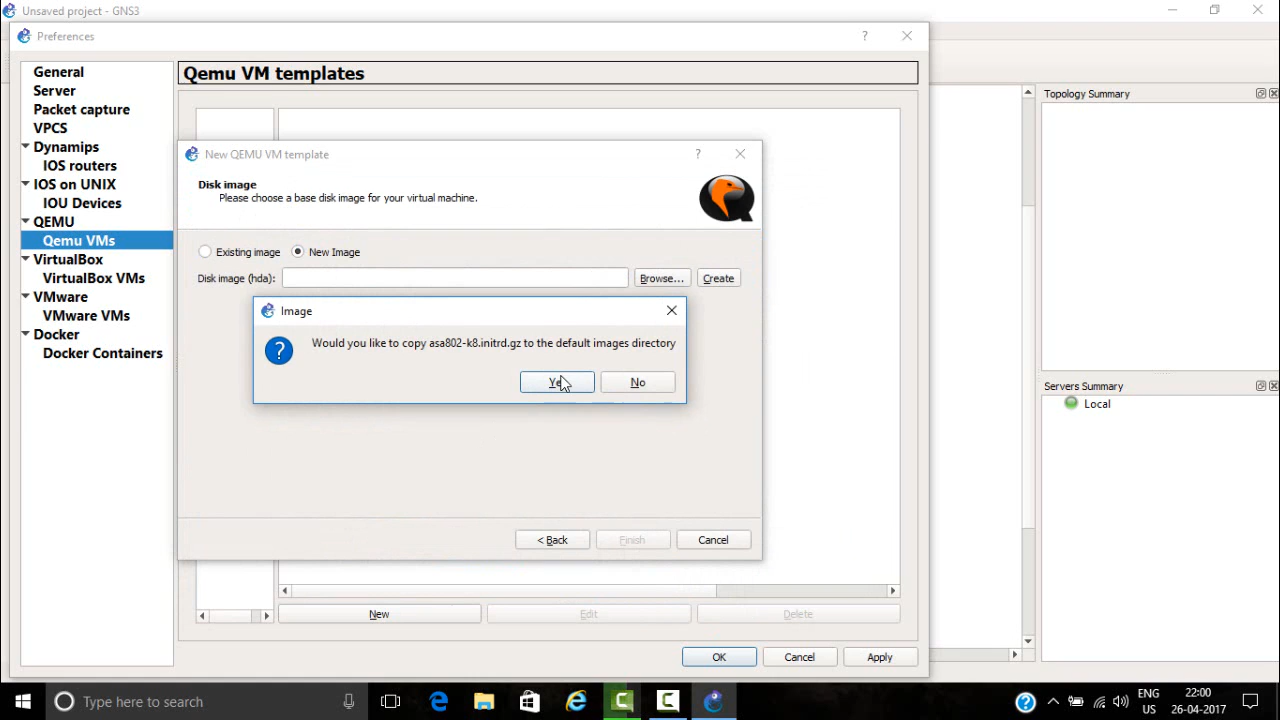 Unsaved project - GNS3
Preferences
?
General
Server
Packet capture
VPCS
Dynamips
IOS routers
IOS on UNIX
IOU Devices
QEMU
Qemu VMs
VirtualBox
VirtualBox VMs
VMware
VMware VMs
Docker
Docker Containers
Qemu VM templates
New QEMU VM template
?
Disk image
Please choose a base disk image for your virtual machine.
Existing image
New Image
Disk image (hda):
Browse...
Create
Image
?
Would you like to copy asa802-k8.initrd.gz to the default images directory
No
< Back
Finish
Cancel
New
Edit
Delete
OK
Cancel
Apply
Topology Summary
Servers Summary
Local
Type here to search
?
ENG
US
22:00
26-04-2017